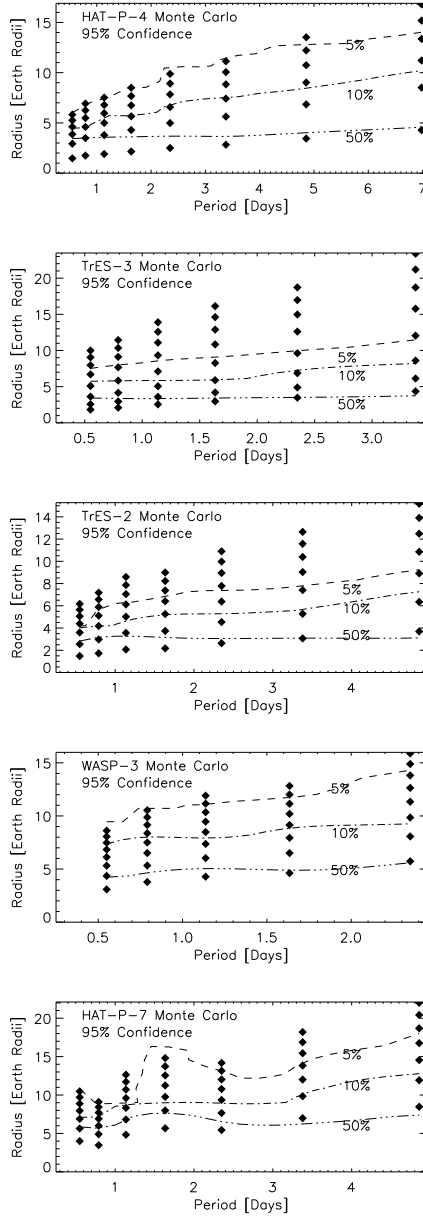 HAT-P-4 Monte Carlo
95% Confidence
15
10
5
0
Radius [Earth Radii]
5%
10%
50%
1 2 3 4 5 6 7
Period [Days]
TrES-3 Monte Carlo
95% Confidence
20
15
10
5
0
Radius [Earth Radii]
5%
10%
50%
0.5 1.0 1.5 2.0 2.5 3.0
Period [Days]
TrES-2 Monte Carlo
95% Confidence
14
12
10
8
6
4
2
0
Radius [Earth Radii]
5%
10%
50%
1 2 3 4
Period [Days]
WASP-3 Monte Carlo
95% Confidence
15
10
5
0
Radius [Earth Radii]
5%
10%
50%
0.5 1.0 1.5 2.0
Period [Days]
HAT-P-7 Monte Carlo
95% Confidence
20
15
10
5
0
Radius [Earth Radii]
5%
10%
50%
1 2 3 4
Period [Days]